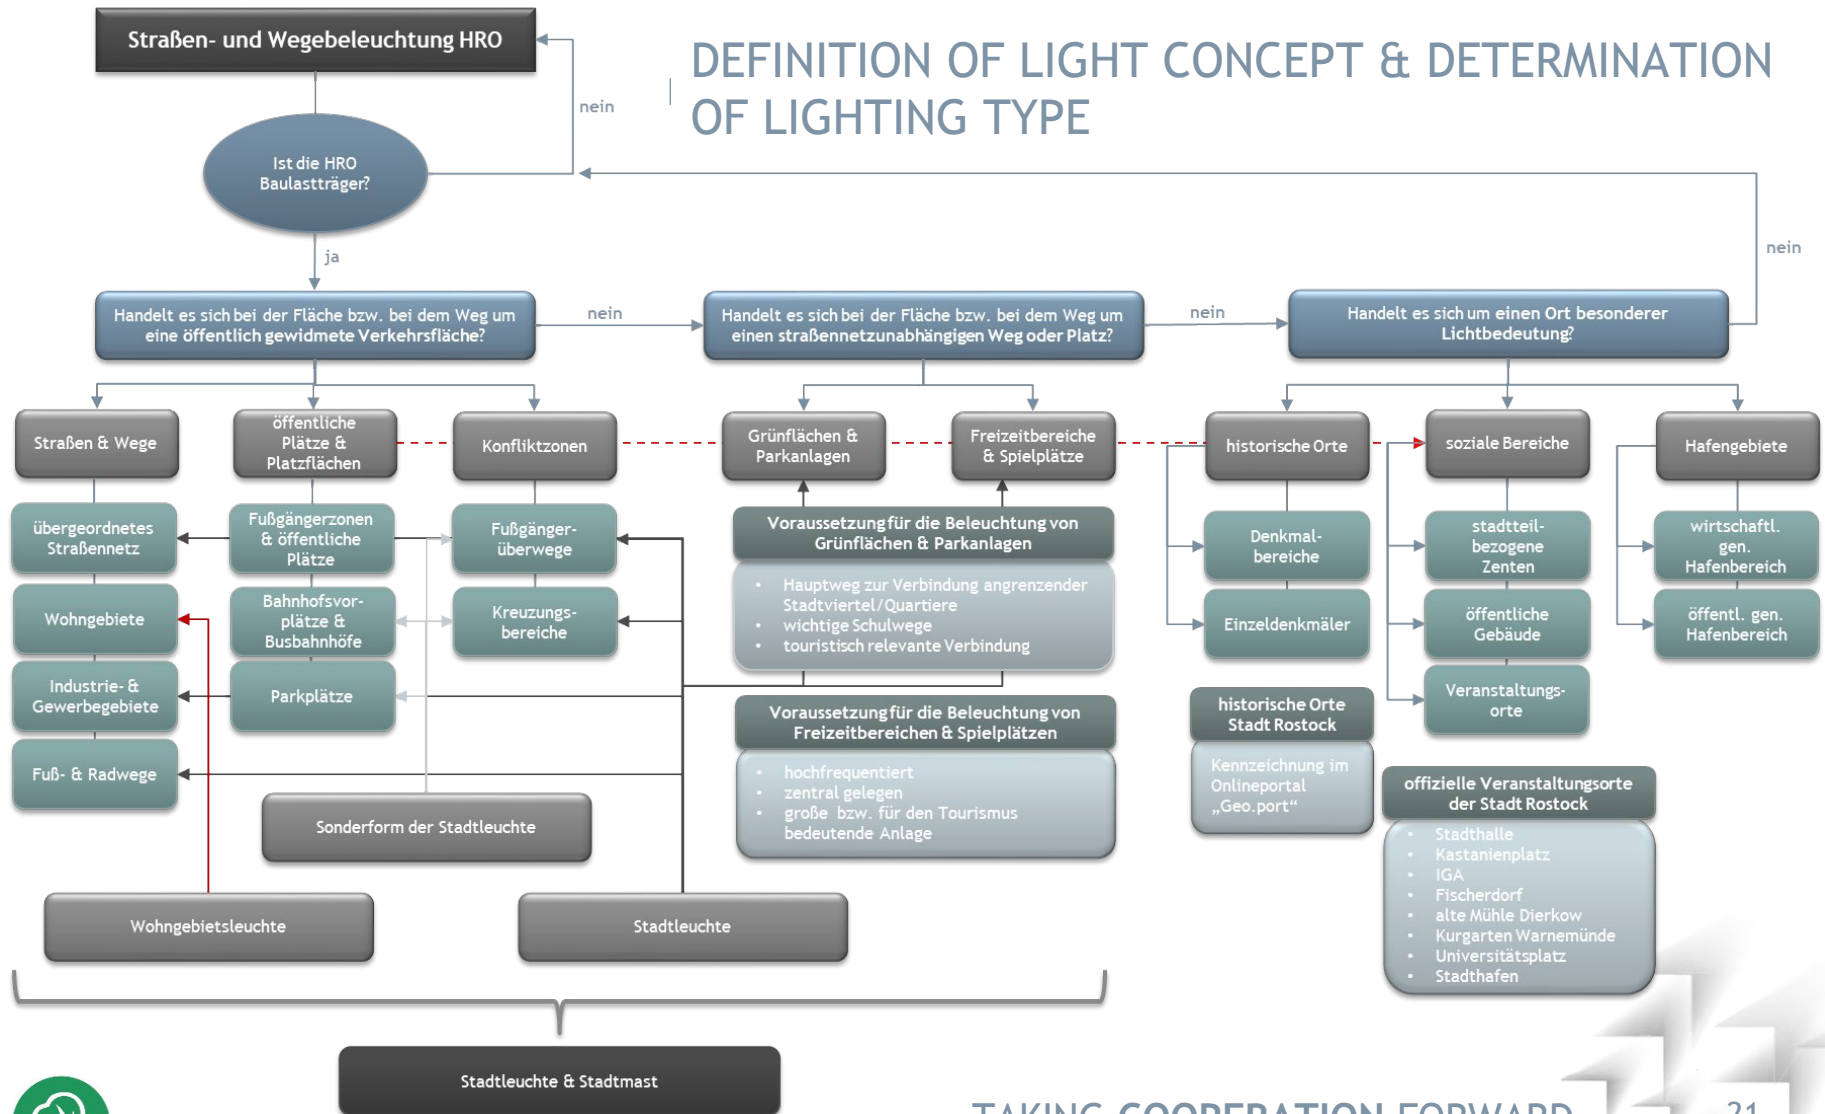 Straßen- und Wegebeleuchtung HRO
DEFINITION OF LIGHT CONCEPT & DETERMINATION
OF LIGHTING TYPE
nein
Ist die HRO
Baulastträger?
ja
nein
Handelt es sich bei der Fläche bzw. bei dem Weg um
eine öffentlich gewidmete Verkehrsfläche?
nein
Handelt es sich bei der Fläche bzw. bei dem Weg um
einen straßennetzunabhängigen Weg oder Platz?
nein
Handelt es sich um einen Ort besonderer
Lichtbedeutung?
Straßen & Wege
öffentliche
Plätze &
Platzflächen
Konfliktzonen
Grünflächen &
Parkanlagen
Freizeitbereiche
& Spielplätze
historische Orte
soziale Bereiche
Hafengebiete
übergeordnetes
Straßennetz
Wohngebiete
Industrie- &
Gewerbegebiete
Fuß- & Radwege
Fußgängerzonen
& öffentliche
Plätze
Bahnhofsvor-
plätze &
Busbahnhöfe
Parkplätze
Fußgänger-
überwege
Kreuzungs-
bereiche
Voraussetzung für die Beleuchtung von
Grünflächen & Parkanlagen
• Hauptweg zur Verbindung angrenzender
Stadtviertel/Quartiere
• wichtige Schulwege
• touristisch relevante Verbindung
Voraussetzung für die Beleuchtung von
Freizeitbereichen & Spielplätzen
• hochfrequentiert
• zentral gelegen
• große bzw. für den Tourismus
bedeutende Anlage
Denkmal-
bereiche
Einzeldenkmäler
historische Orte
Stadt Rostock
Kennzeichnung im
Onlineportal
„Geo.port“
stadtteil-
bezogene
Zenten
öffentliche
Gebäude
Veranstaltungs-
orte
offizielle Veranstaltungsorte
der Stadt Rostock
• Stadthalle
• Kastanienplatz
• IGA
• Fischerdorf
• alte Mühle Dierkow
• Kurgarten Warnemünde
• Universitätsplatz
• Stadthafen
wirtschaftl.
gen.
Hafenbereich
öffentl. gen.
Hafenbereich
Sonderform der Stadtleuchte
Wohngebietsleuchte
Stadtleuchte
Stadtleuchte & Stadtmast
TAKING COOPERATION FORWARD
21